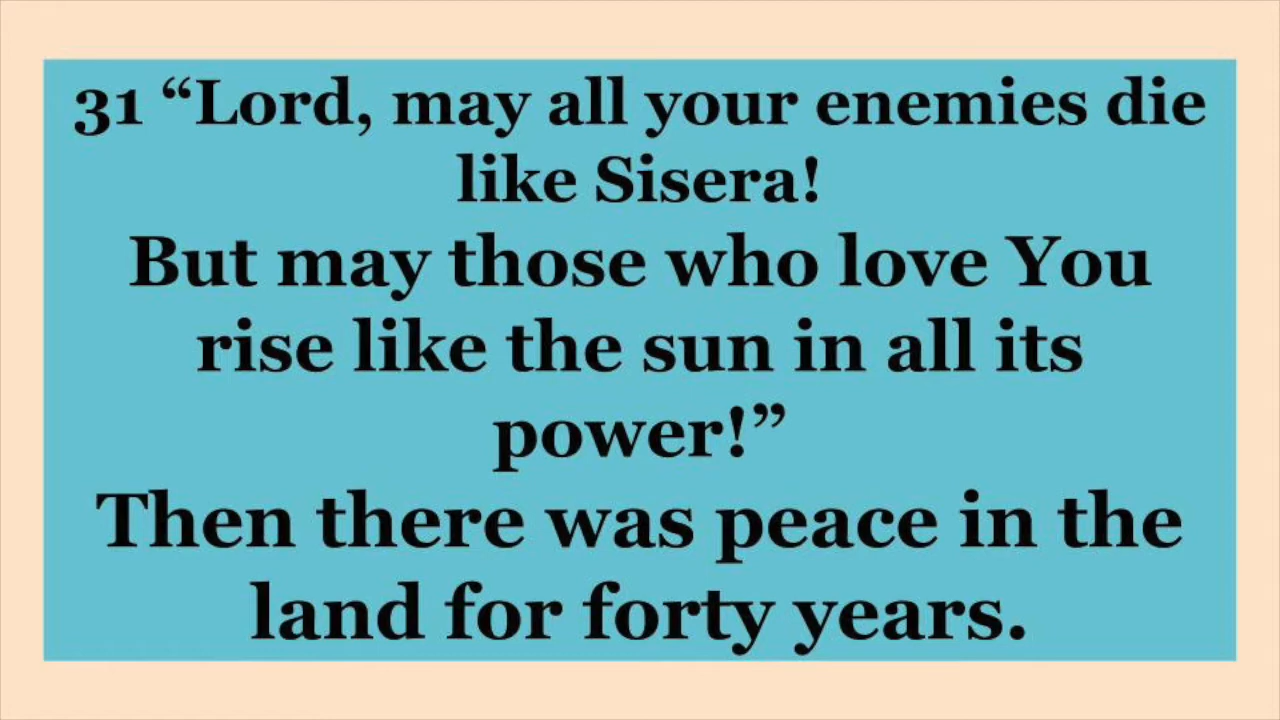 31 “Lord, may all your enemies die
like Sisera!
But may those who love You
rise like the sun in all its
power!”
Then there was peace in the
land for forty years.